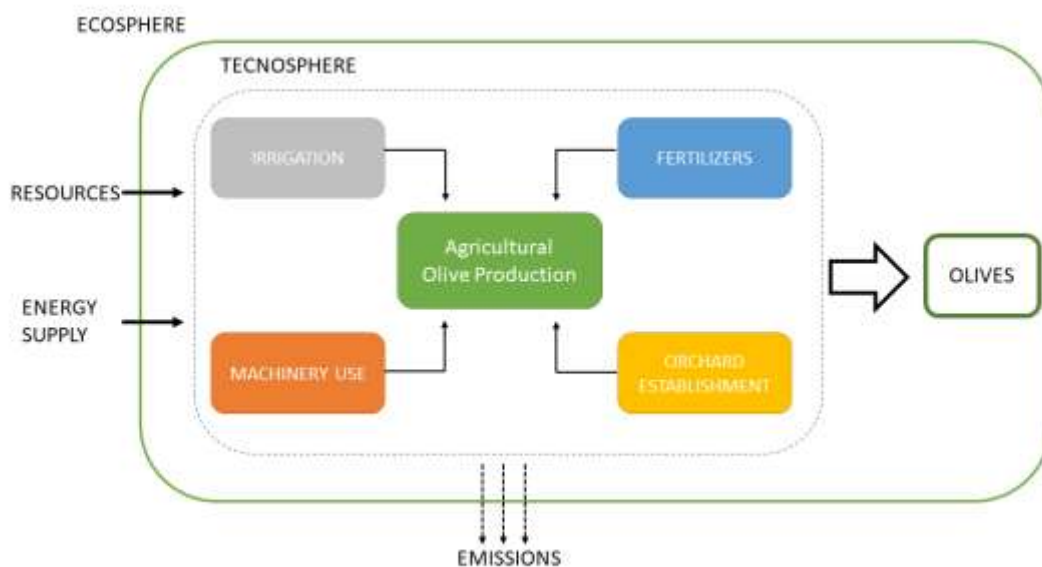 ECOSPHERE
TECNOSPHERE
IRRIGATION
FERTILIZERS
RESOURCES
Agricultural
Olive Production
OLIVES
ENERGY
SUPPLY
MACHINERY USE
ORCHARD
ESTABLISHMENT
EMISSIONS